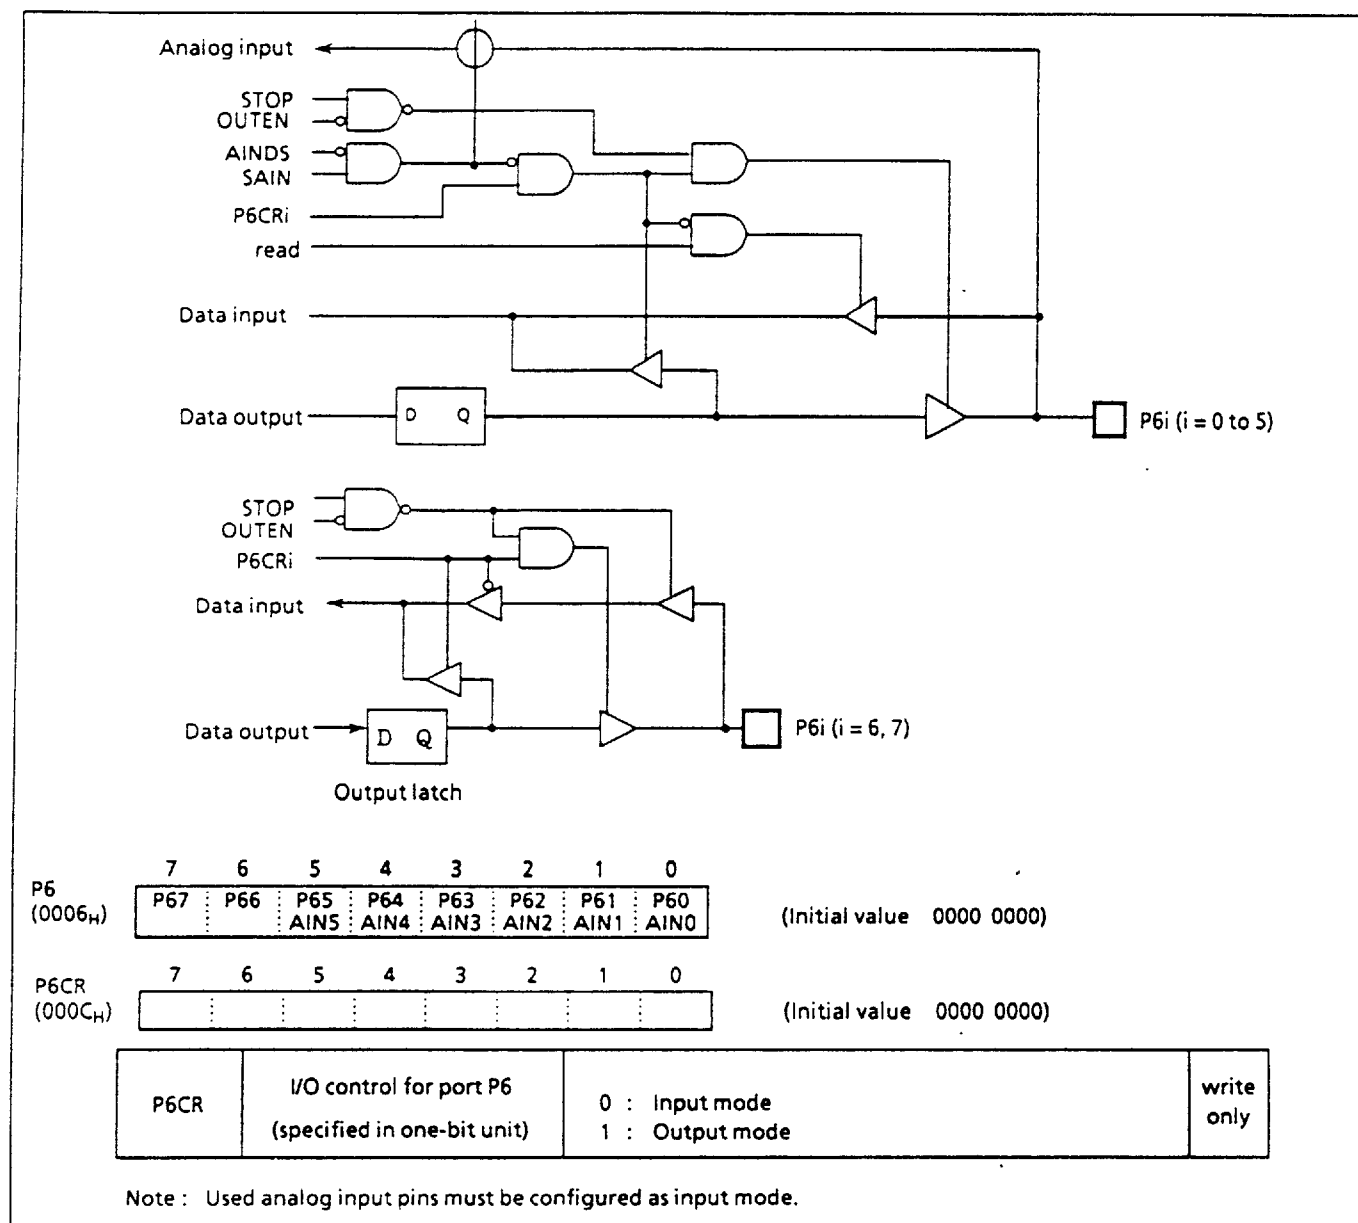 Analog input
STOP
OUTEN
AINDS
SAIN
P6CRi
read
Data input
Data output
D Q
P6i (i = 0 to 5)
STOP
OUTEN
P6CRi
Data input
Data output
D Q
P6i (i = 6, 7)
Output latch
7 6 5 4 3 2 1 0
P6
(0006H)
P67 P66 P65 P64 P63 P62 P61 P60
AIN5 AIN4 AIN3 AIN2 AIN1 AIN0
(Initial value 0000 0000)
7 6 5 4 3 2 1 0
P6CR
(000CH)
(Initial value 0000 0000)
P6CR
I/O control for port P6
(specified in one-bit unit)
0 : Input mode
1 : Output mode
write
only
Note : Used analog input pins must be configured as input mode.